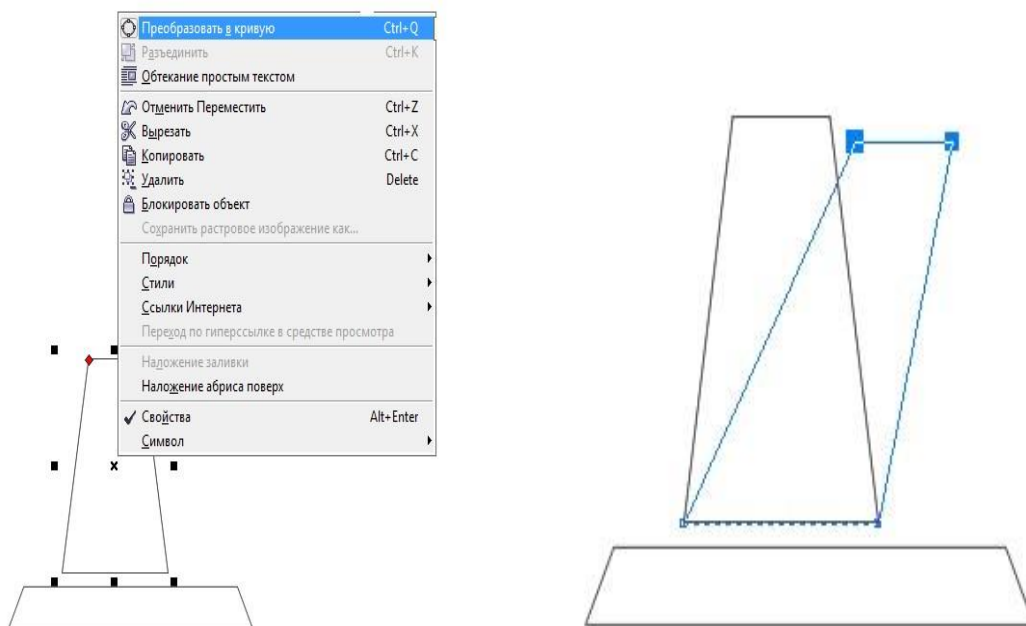 Преобразовать в кривую Ctrl+Q
Разъединить Ctrl+K
Обтекание простым текстом
Отменить Переместить Ctrl+Z
Вырезать Ctrl+X
Копировать Ctrl+C
Удалить Delete
Блокировать объект
Сохранить растровое изображение как...
Порядок
Стили
Ссылки Интернета
Переход по гиперссылке в средстве просмотра
Наложение заливки
Наложение абриса поверх
Свойства Alt+Enter
Символ